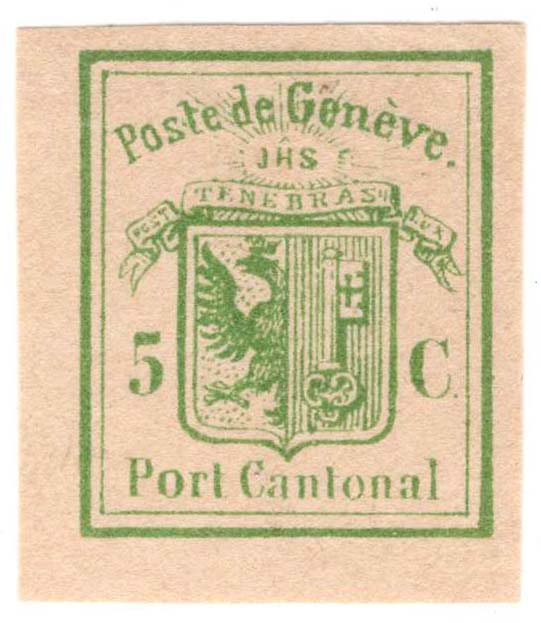 Poste de Genève.
JHS
POST TENEBRAS LUX
5 C.
Port Cantonal